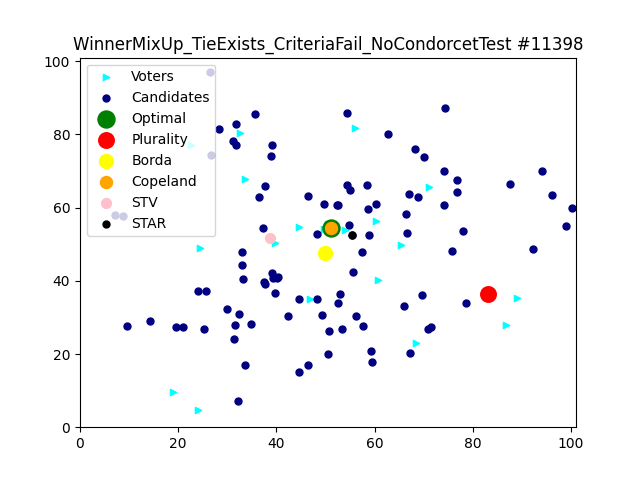 WinnerMixUp_TieExists_CriteriaFail_NoCondorcetTest #11398
100
80
60
40
20
0
Voters
Candidates
Optimal
Plurality
Borda
Copeland
STV
STAR
0 20 40 60 80 100